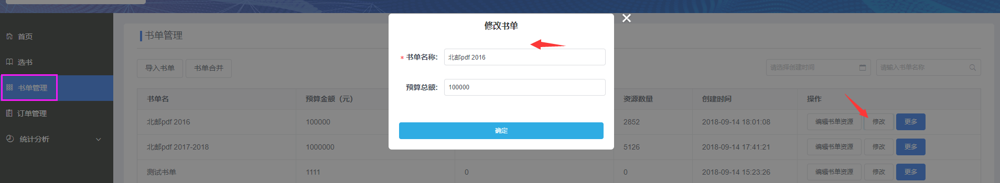 首页
选书
书单管理
订单管理
统计分析
书单管理
导入书单 书单合并
请选择创建时间 请输入书单名称
书单名 预算金额（元） 资源数量 创建时间 操作
北邮pdf 2016 100000 2852 2018-09-14 18:01:08 编辑书单资源 修改 更多
北邮pdf 2017-2018 1000000 5126 2018-09-14 17:41:21 编辑书单资源 修改 更多
测试书单 1111 0 0 2018-09-14 15:23:26 编辑书单资源 修改 更多
修改书单
* 书单名称: 北邮pdf 2016
预算总额: 100000
确定